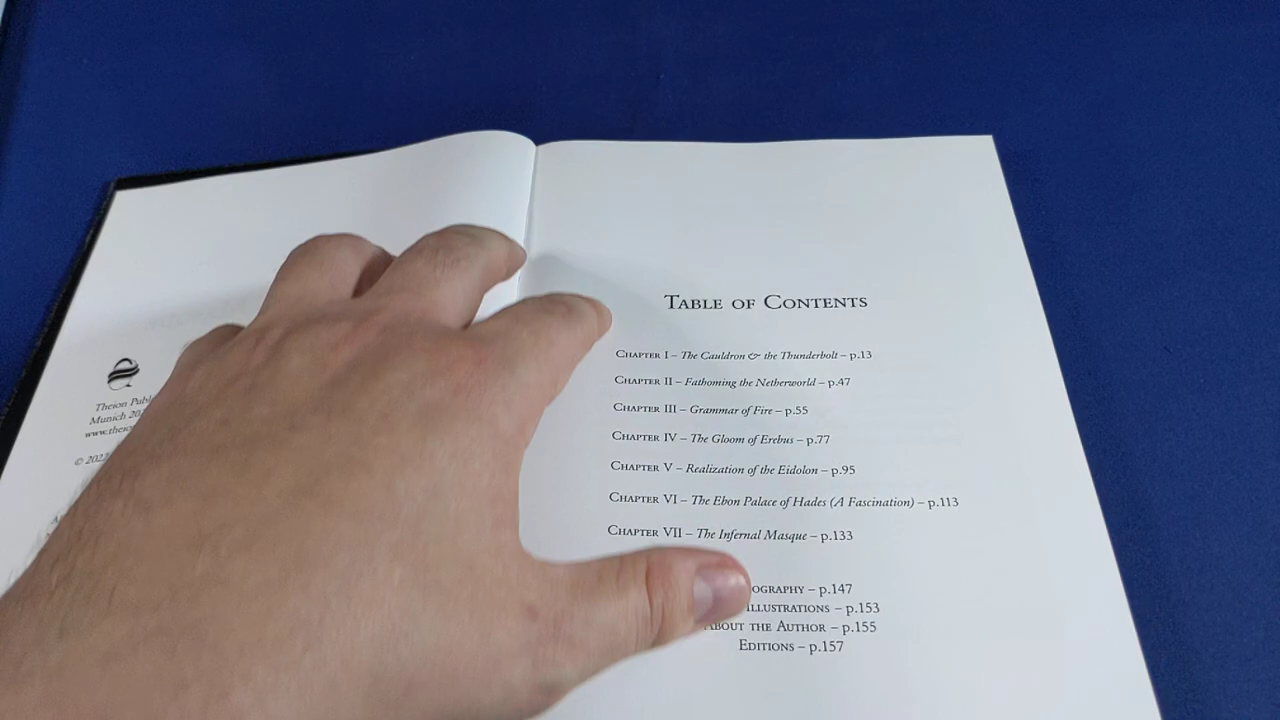 Theion
Munich
© 2022
TABLE OF CONTENTS
CHAPTER I – The Cauldron & the Thunderbolt – p.13
CHAPTER II – Fathoming the Netherworld – p.47
CHAPTER III – Grammar of Fire – p.55
CHAPTER IV – The Gloom of Erebus – p.77
CHAPTER V – Realization of the Eidolon – p.95
CHAPTER VI – The Ebon Palace of Hades (A Fascination) – p.113
CHAPTER VII – The Infernal Masque – p.133
– p.147
ILLUSTRATIONS – p.153
ABOUT THE AUTHOR – p.155
EDITIONS – p.157